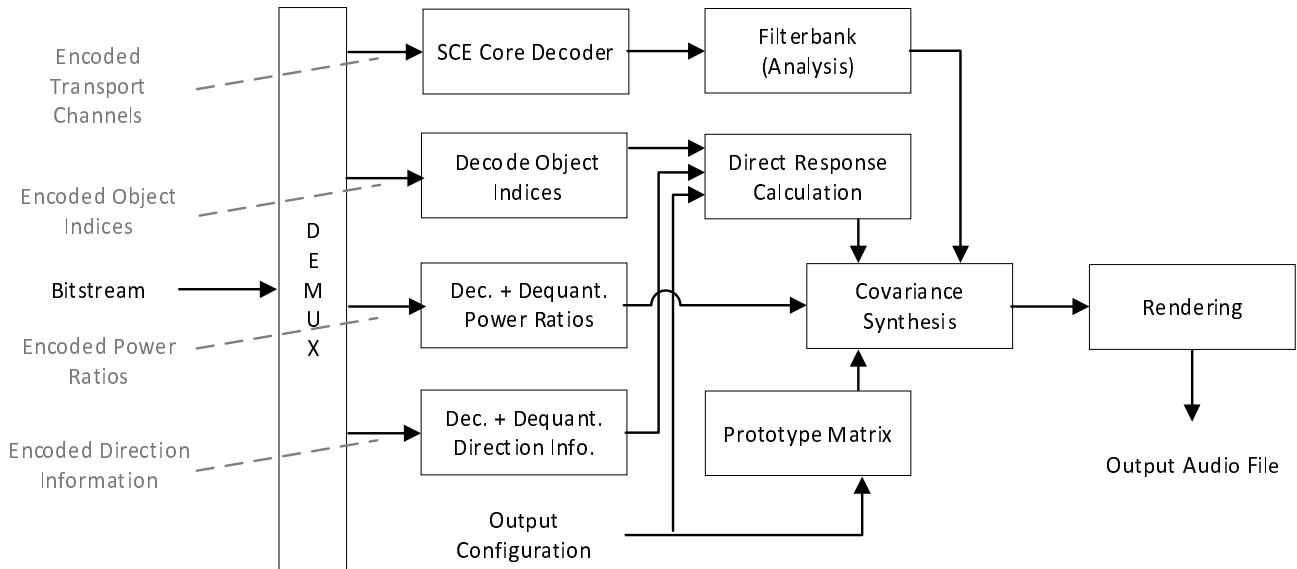 Encoded
Transport
Channels
SCE Core Decoder
Filterbank
(Analysis)
Encoded Object
Indices
Decode Object
Indices
Direct Response
Calculation
D
E
M
U
X
Bitstream
Dec. + Dequant.
Power Ratios
Covariance
Synthesis
Rendering
Encoded Power
Ratios
Dec. + Dequant.
Direction Info.
Prototype Matrix
Encoded Direction
Information
Output Audio File
Output
Configuration